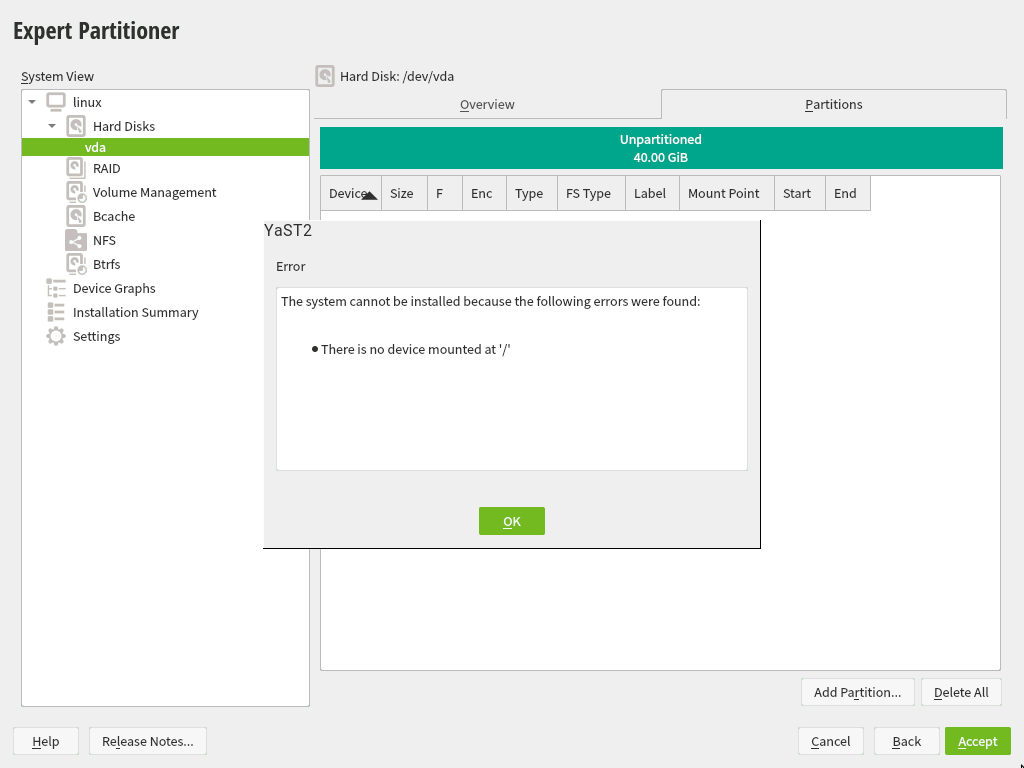 Expert Partitioner
System View
linux
Hard Disks
vda
RAID
Volume Management
Bcache
NFS
Btrfs
Device Graphs
Installation Summary
Settings
Hard Disk: /dev/vda
Overview
Partitions
Unpartitioned
40.00 GiB
Device Size F Enc Type FS Type Label Mount Point Start End
YaST2
Error
The system cannot be installed because the following errors were found:
• There is no device mounted at '/'
OK
Add Partition... Delete All
Help Release Notes... Cancel Back Accept